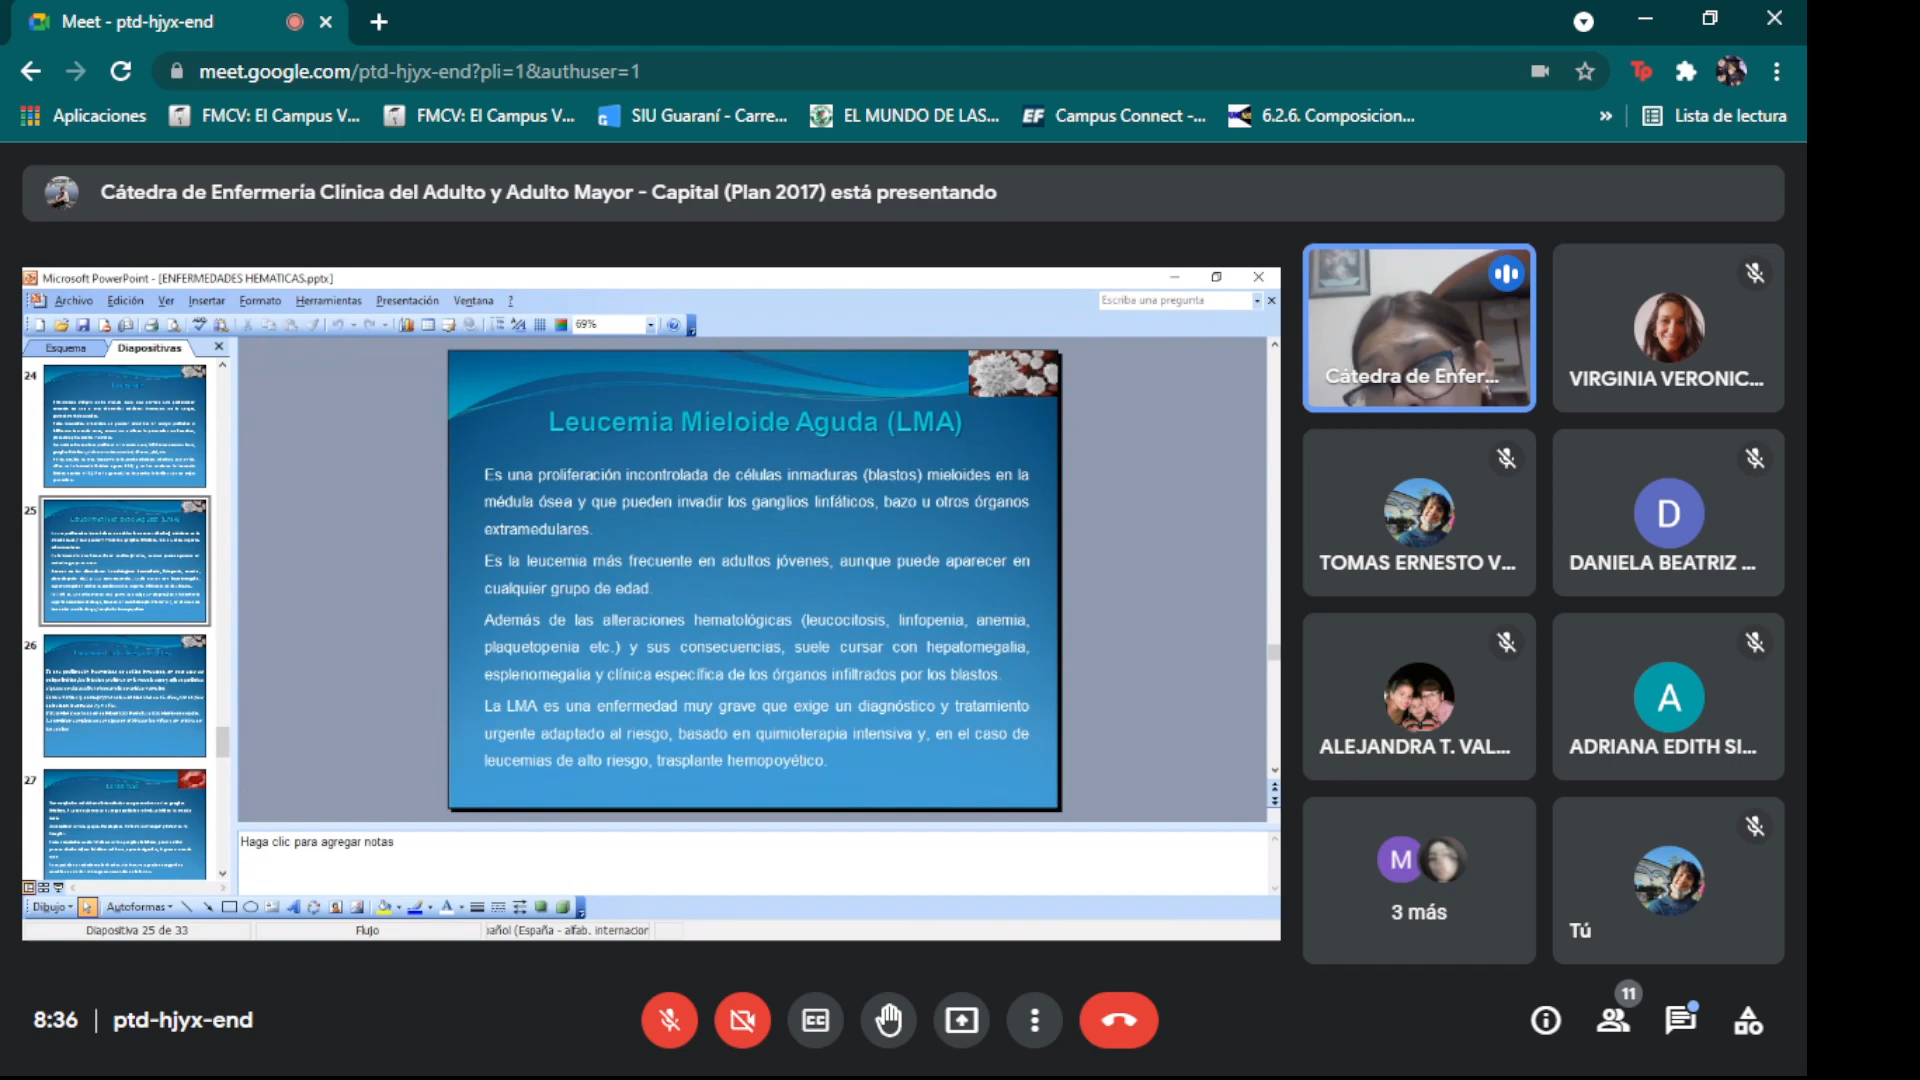 Meet - ptd-hjyx-end
meet.google.com/ptd-hjyx-end?pli=1&authuser=1
Aplicaciones
FMCV: El Campus V...
FMCV: El Campus V...
SIU Guaraní - Carre...
EL MUNDO DE LAS...
EF
Campus Connect -...
6.2.6. Composicion...
»
Lista de lectura
Cátedra de Enfermería Clínica del Adulto y Adulto Mayor - Capital (Plan 2017) está presentando
Microsoft PowerPoint - [ENFERMEDADES HEMATICAS.pptx]
Archivo Edición Ver Insertar Formato Herramientas Presentación Ventana ?
Escriba una pregunta
69%
Esquema
Diapositivas
24
25
26
27
Leucemia Mieloide Aguda (LMA)
Es una proliferación incontrolada de células inmaduras (blastos) mieloides en la
médula ósea y que pueden invadir los ganglios linfáticos, bazo u otros órganos
extramedulares.
Es la leucemia más frecuente en adultos jóvenes, aunque puede aparecer en
cualquier grupo de edad.
Además de las alteraciones hematológicas (leucocitosis, linfopenia, anemia,
plaquetopenia etc.) y sus consecuencias, suele cursar con hepatomegalia,
esplenomegalia y clínica específica de los órganos infiltrados por los blastos.
La LMA es una enfermedad muy grave que exige un diagnóstico y tratamiento
urgente adaptado al riesgo, basado en quimioterapia intensiva y, en el caso de
leucemias de alto riesgo, trasplante hemopoyético.
Haga clic para agregar notas
Dibujo
Autoformas
Diapositiva 25 de 33
Flujo
añol (España - alfab. internacior
Cátedra de Enfer...
VIRGINIA VERONIC...
TOMAS ERNESTO V...
D
DANIELA BEATRIZ ...
ALEJANDRA T. VAL...
A
ADRIANA EDITH SI...
M
3 más
Tú
8:36 | ptd-hjyx-end
11